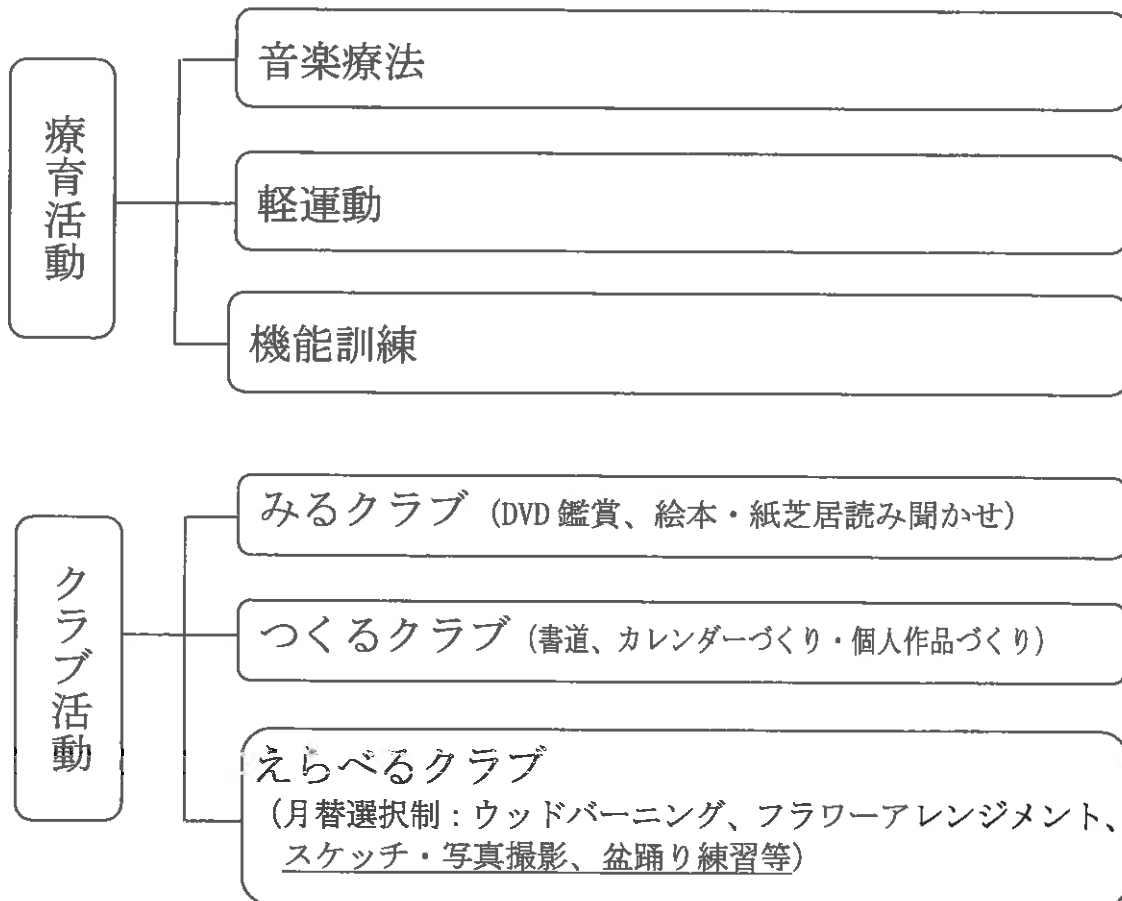 療育活動
音楽療法
軽運動
機能訓練
クラブ活動
みるクラブ（DVD 鑑賞、絵本・紙芝居読み聞かせ）
つくるクラブ（書道、カレンダーづくり・個人作品づくり）
えらべるクラブ
（月替選択制：ウッドバーニング、フラワーアレンジメント、
スケッチ・写真撮影、盆踊り練習等）